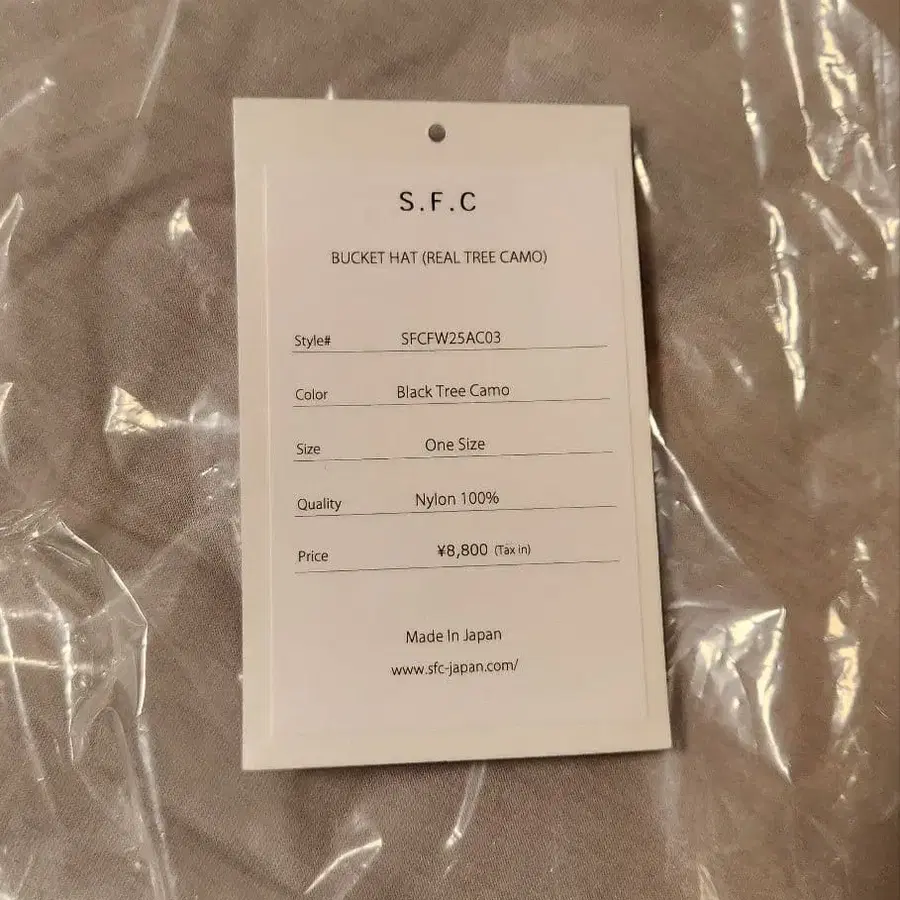 S.F.C
BUCKET HAT (REAL TREE CAMO)
Style# SFCFW25AC03
Color Black Tree Camo
Size One Size
Quality Nylon 100%
Price ¥8,800 (Tax in)
Made In Japan
www.sfc-japan.com/